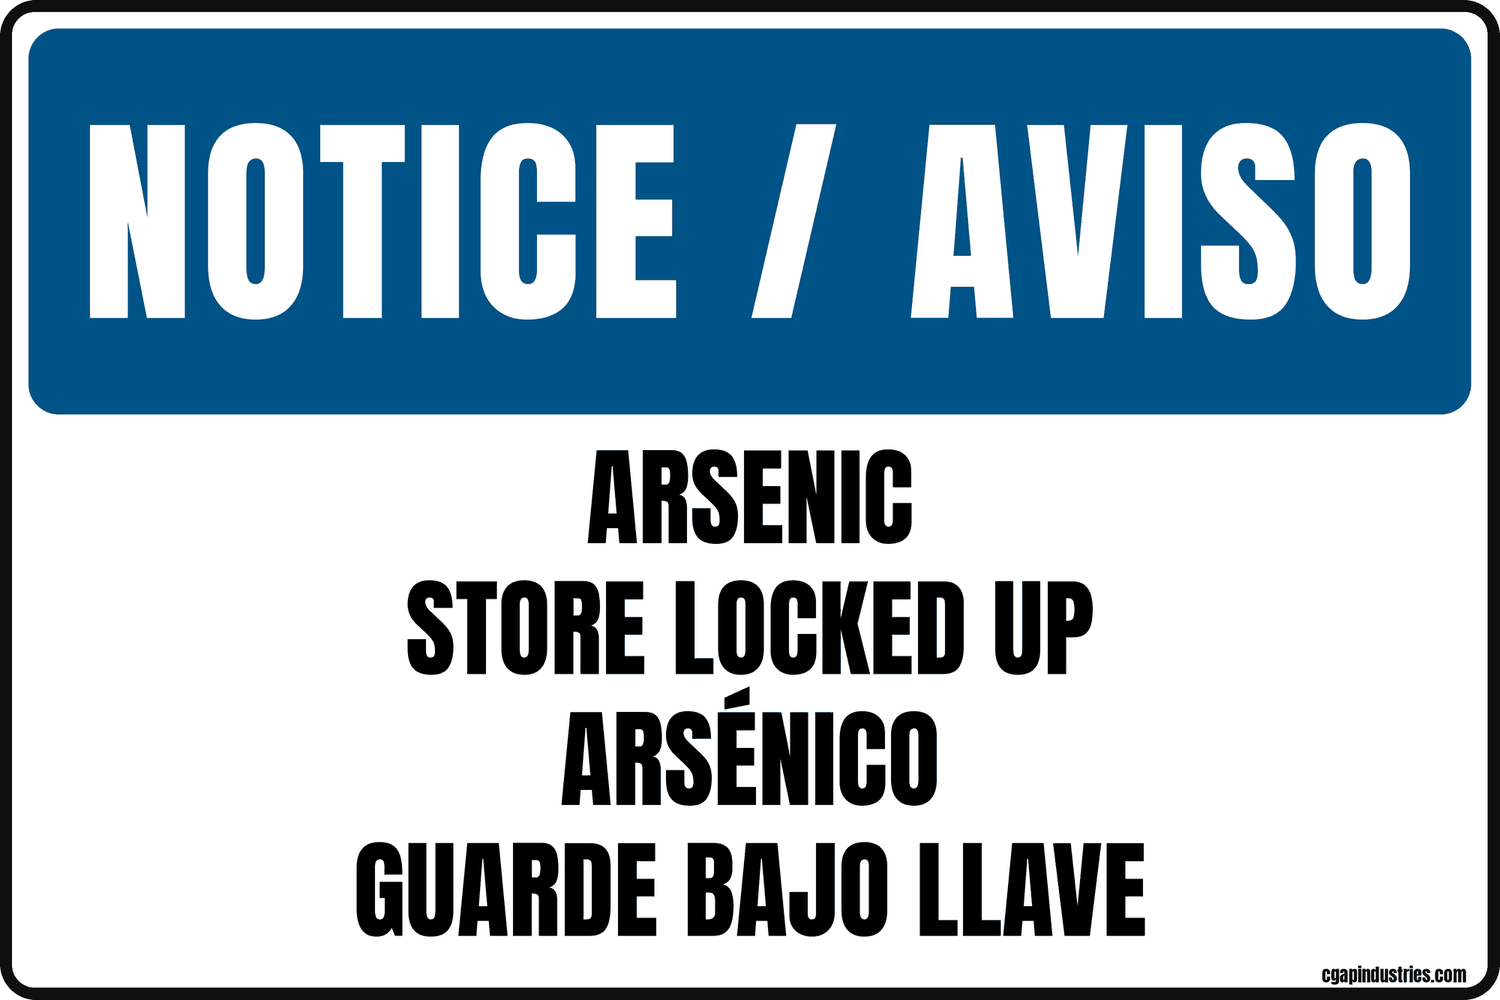 NOTICE / AVISO
ARSENIC
STORE LOCKED UP
ARSÉNICO
GUARDE BAJO LLAVE
cgapindustries.com